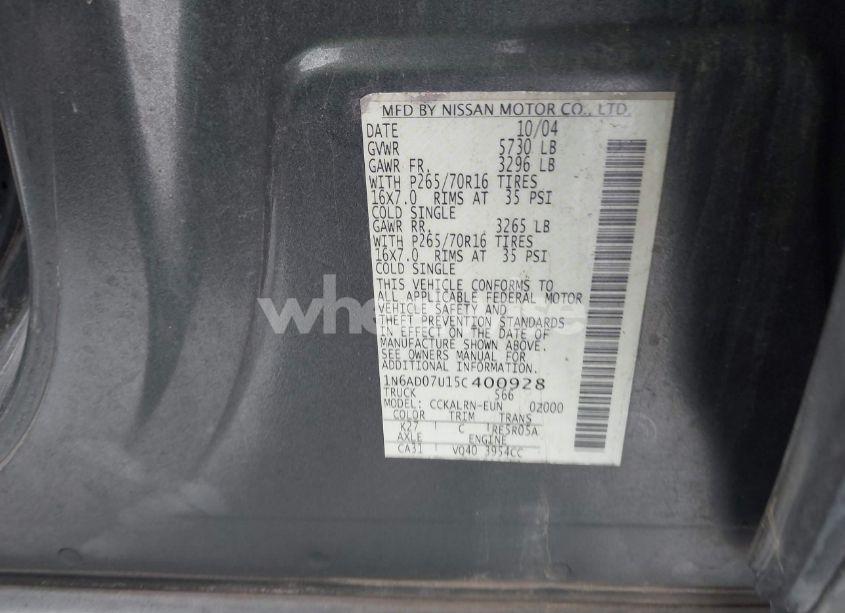 MFD BY NISSAN MOTOR CO., LTD.
DATE 10/04
GVWR 5730 LB
GAWR FR. 3296 LB
WITH P265/70R16 TIRES
16X7.0 RIMS AT 35 PSI
COLD SINGLE
GAWR RR. 3265 LB
WITH P265/70R16 TIRES
16X7.0 RIMS AT 35 PSI
COLD SINGLE
THIS VEHICLE CONFORMS TO
ALL APPLICABLE FEDERAL MOTOR
VEHICLE SAFETY AND
THEFT PREVENTION STANDARDS
IN EFFECT ON THE DATE OF
MANUFACTURE SHOWN ABOVE.
SEE OWNERS MANUAL FOR
ADDITIONAL INFORMATION
1N6AD07U15C400928
TRUCK S66
MODEL: CCKALRN-EUN 02000
COLOR TRIM TRANS
K27 C RE5R05A
AXLE ENGINE
CA31 VQ40 3954CC